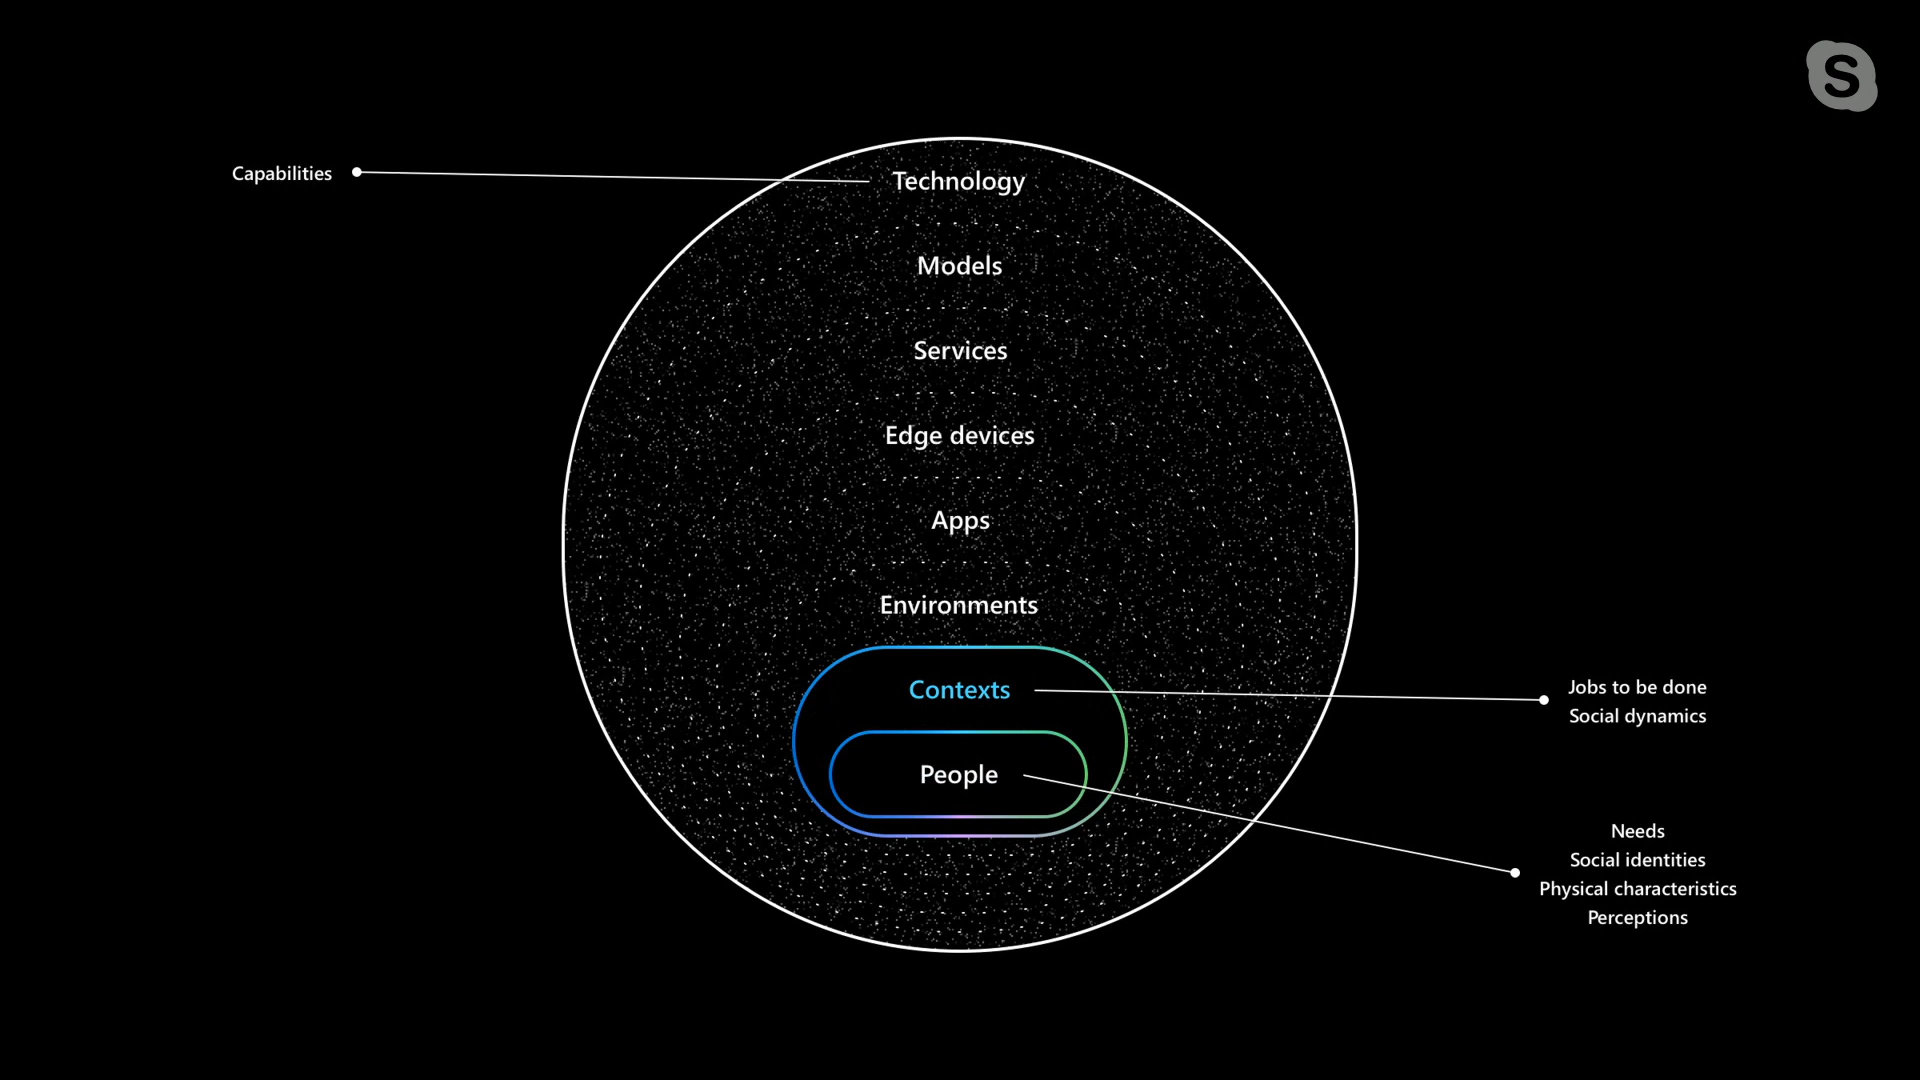 S
Capabilities
Technology
Models
Services
Edge devices
Apps
Environments
Contexts
Jobs to be done
Social dynamics
People
Needs
Social identities
Physical characteristics
Perceptions